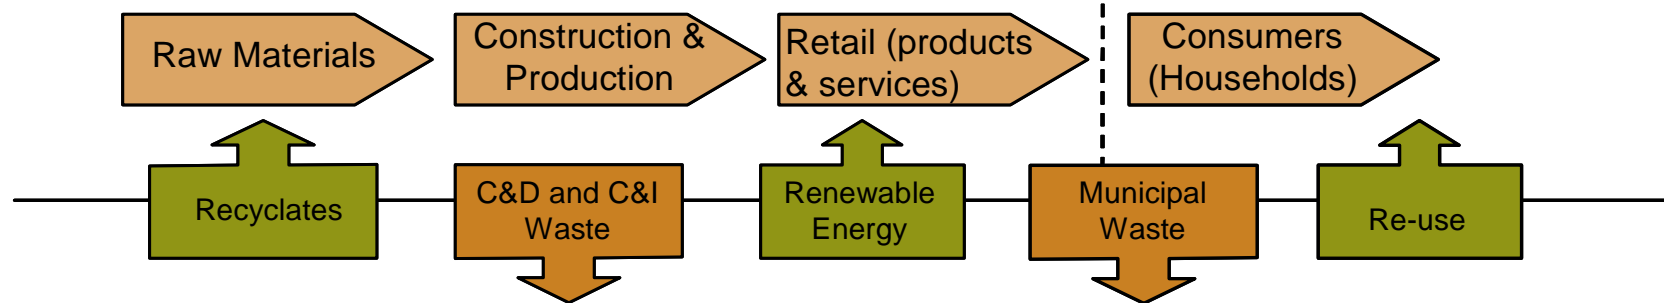 Raw Materials
Construction &
Production
Retail (products
& services)
Consumers
(Households)
Recyclates
C&D and C&I
Waste
Renewable
Energy
Municipal
Waste
Re-use